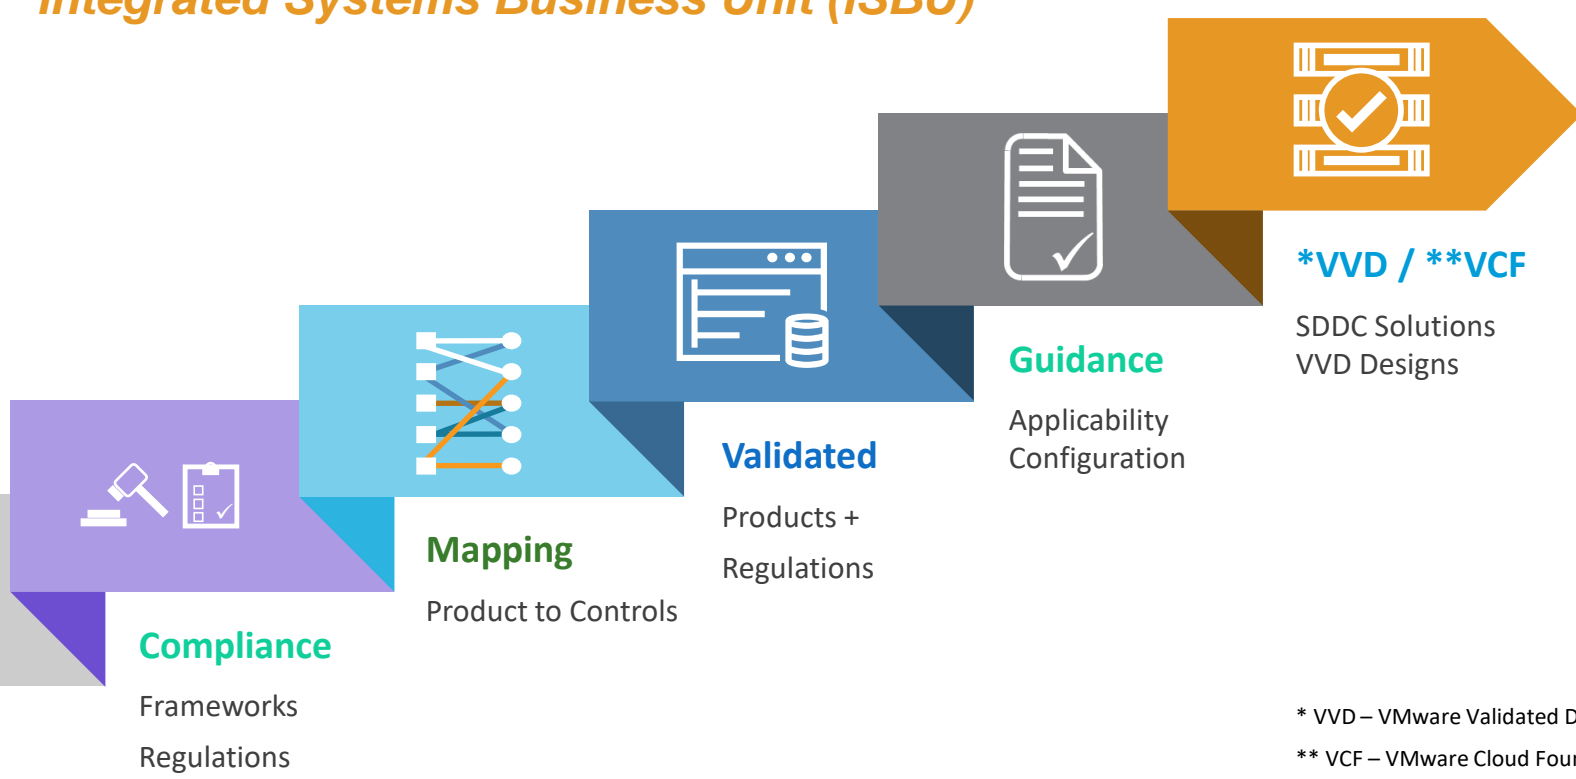 Integrated Systems Business Unit (ISBU)
*VVD / **VCF
SDDC Solutions
VVD Designs
Guidance
Applicability
Configuration
Validated
Products +
Regulations
Mapping
Product to Controls
Compliance
Frameworks
Regulations
* VVD – VMware Validated
** VCF – VMware Cloud